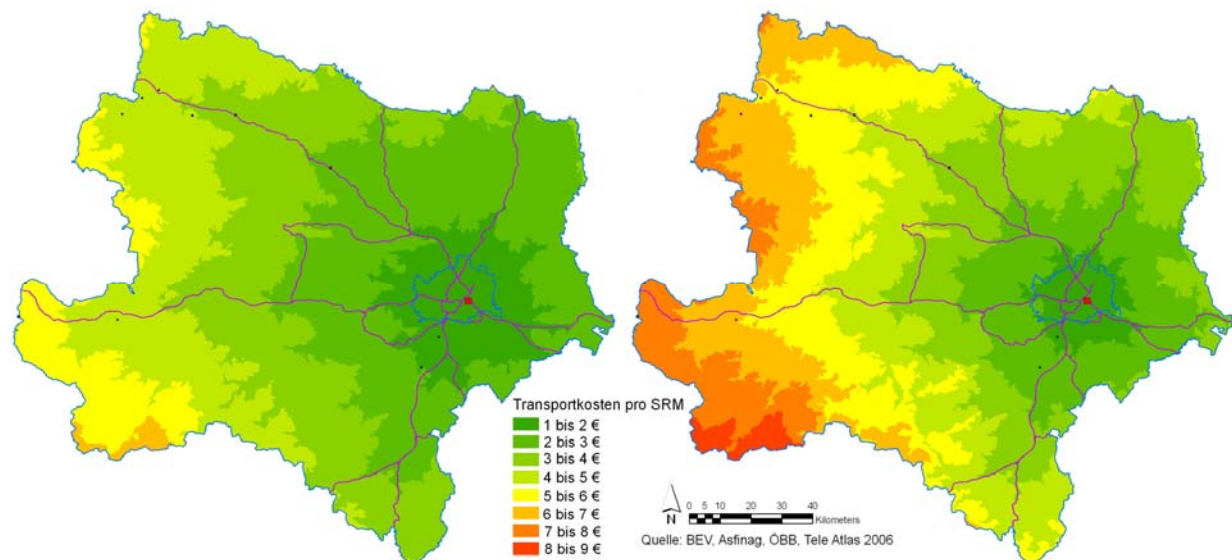 Transportkosten pro SRM
1 bis 2 €
2 bis 3 €
3 bis 4 €
4 bis 5 €
5 bis 6 €
6 bis 7 €
7 bis 8 €
8 bis 9 €
N
0 5 10 20 30 40
Kilometers
Quelle: BEV, Asfinag, ÖBB, Tele Atlas 2006